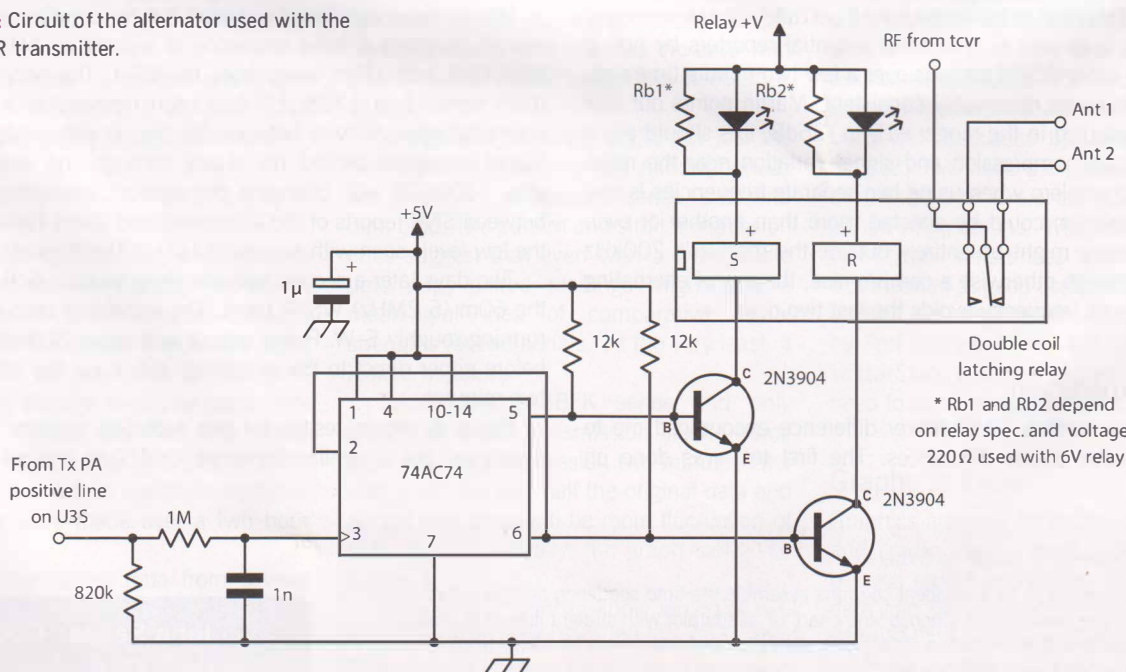 : Circuit of the alternator used with the
R transmitter.
Relay +V
RF from tcvr
Rb1*
Rb2*
Ant 1
Ant 2
+5V
+
+
+
1µ
S
R
12k
12k
Double coil
latching relay
C
2N3904
B
E
* Rb1 and Rb2 depend
on relay spec. and voltage
220Ω used with 6V relay
1
4
10-14
5
2
74AC74
From Tx PA
positive line
on U3S
1M
3
7
6
C
2N3904
B
E
820k
1n